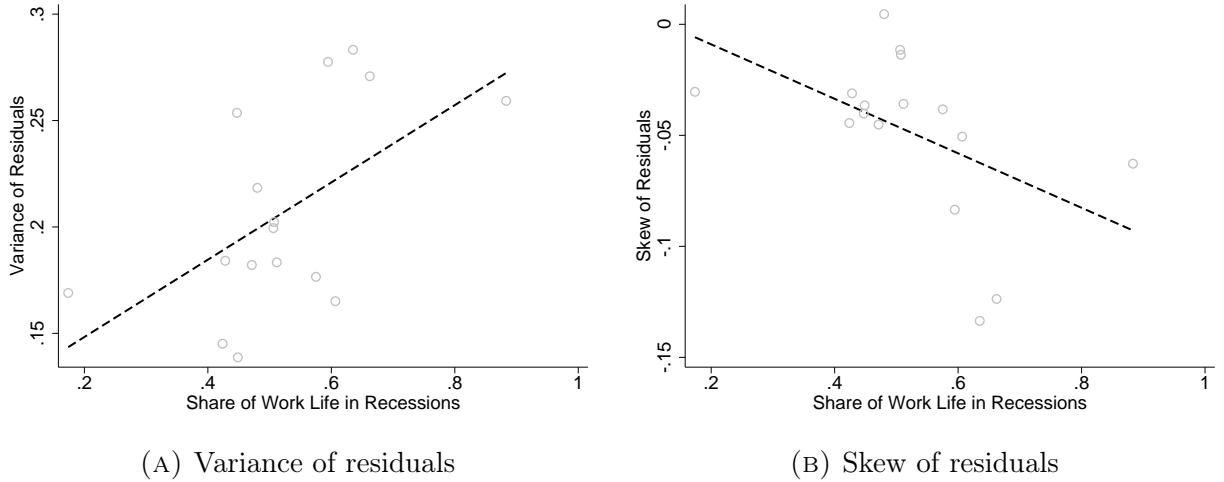 .3
.25
.2
.15
Variance of Residuals
.2 .4 .6 .8 1
Share of Work Life in Recessions
(A) Variance of residuals
0
-.05
-.1
-.15
Skew of Residuals
.2 .4 .6 .8 1
Share of Work Life in Recessions
(B) Skew of residuals